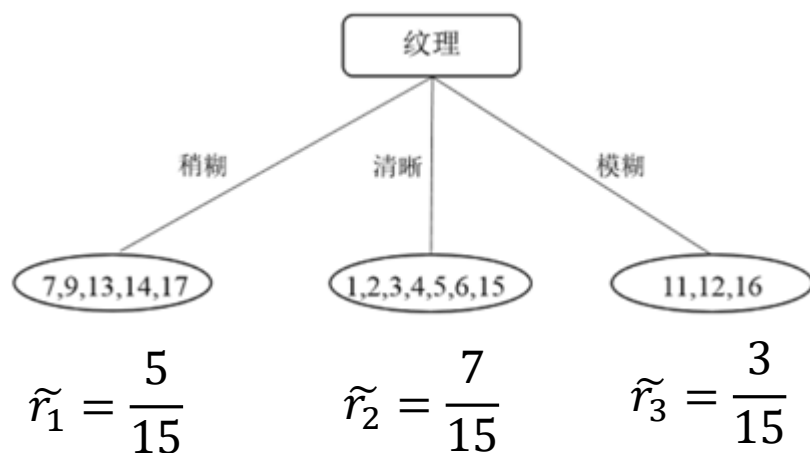 纹理
稍糊 清晰 模糊
7,9,13,14,17 1,2,3,4,5,6,15 11,12,16
r̃₁ = 5/15 r̃₂ = 7/15 r̃₃ = 3/15